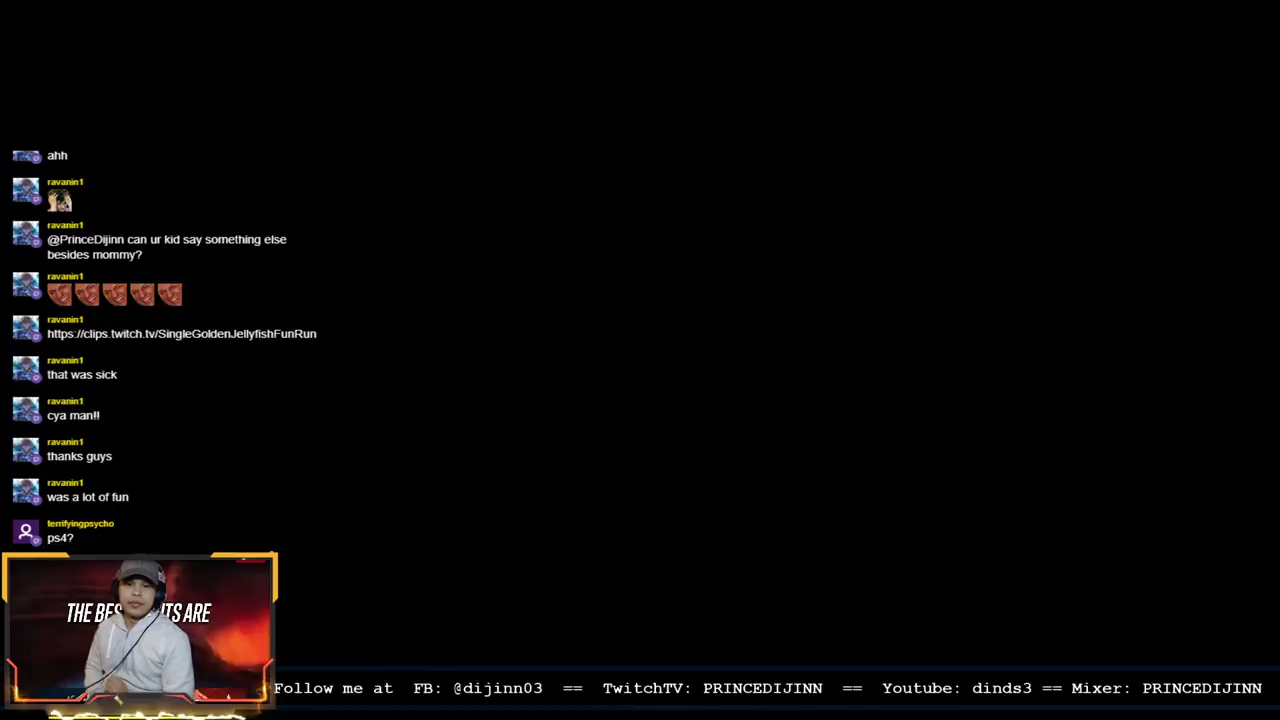 ahh
ravanin1
ravanin1
@PrinceDijinn can ur kid say something else
besides mommy?
ravanin1
ravanin1
https://clips.twitch.tv/SingleGoldenJellyfishFunRun
ravanin1
that was sick
ravanin1
cya man!!
ravanin1
thanks guys
ravanin1
was a lot of fun
terrifyingpsycho
ps4?
THE ARE
Follow me at FB: @dijinn03 == TwitchTV: PRINCEDIJINN == Youtube: dinds3 == Mixer: PRINCEDIJINN